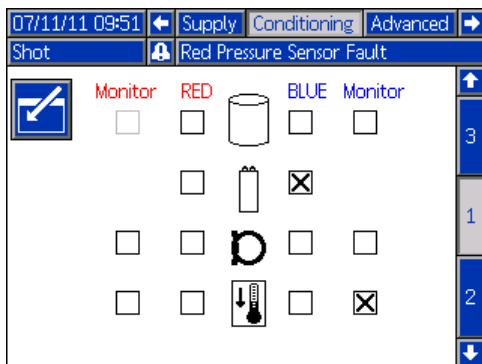 07/11/11 09:51 Supply Conditioning Advanced
Shot Red Pressure Sensor Fault
Monitor RED BLUE Monitor
3
1
2